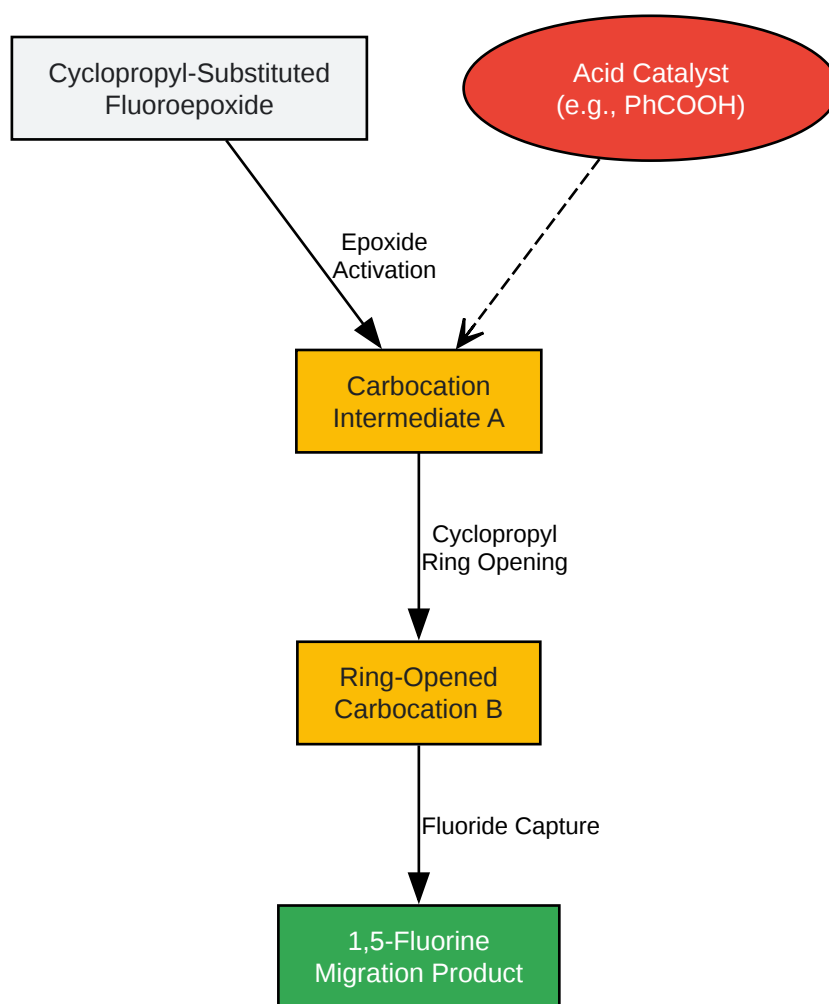 Cyclopropyl-Substituted
Fluoroepoxide
Acid Catalyst
(e.g., PhCOOH)
Epoxide
Activation
Carbocation
Intermediate A
Cyclopropyl
Ring Opening
Ring-Opened
Carbocation B
Fluoride Capture
1,5-Fluorine
Migration Product